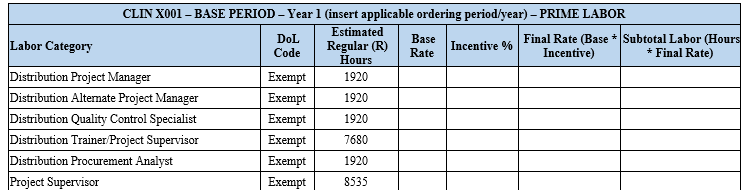 CLIN X001 – BASE PERIOD – Year 1 (insert applicable ordering period/year) – PRIME LABOR
Labor Category DoL Code Estimated Regular (R) Hours Base Rate Incentive % Final Rate (Base * Incentive) Subtotal Labor (Hours * Final Rate)
Distribution Project Manager Exempt 1920
Distribution Alternate Project Manager Exempt 1920
Distribution Quality Control Specialist Exempt 1920
Distribution Trainer/Project Supervisor Exempt 7680
Distribution Procurement Analyst Exempt 1920
Project Supervisor Exempt 8535